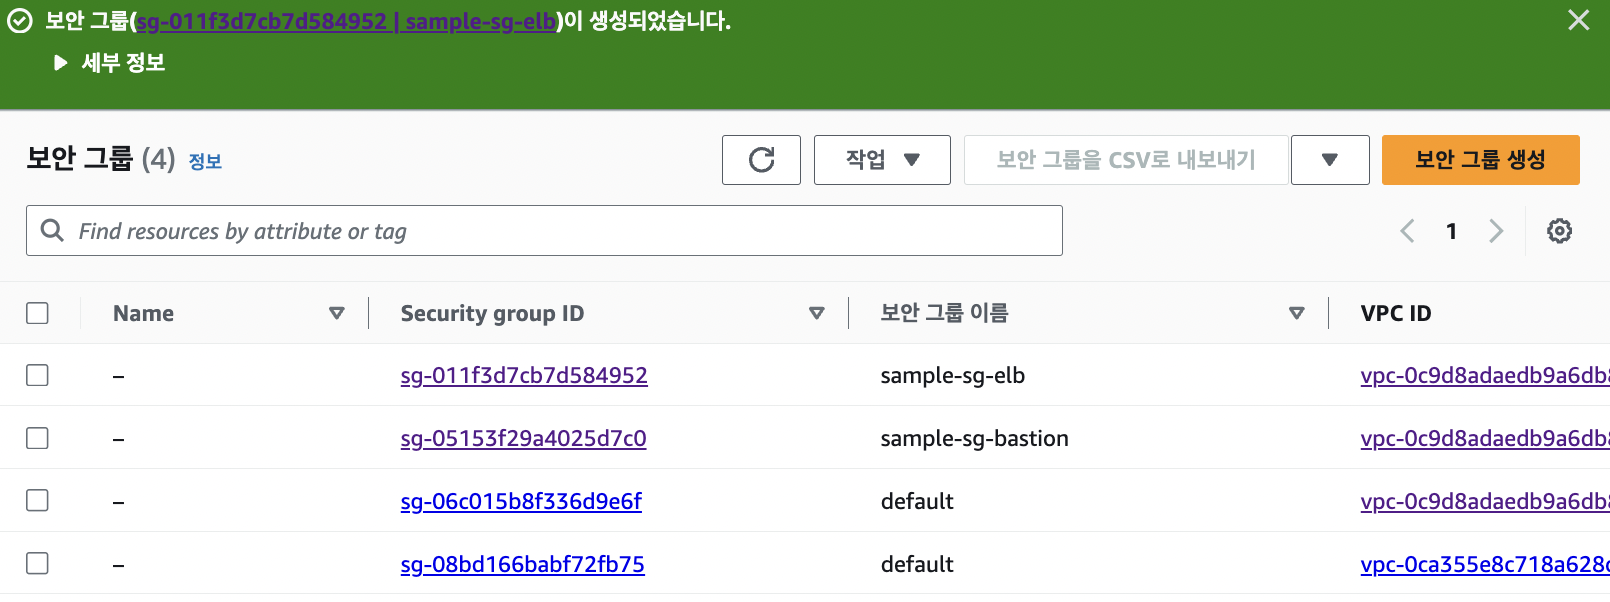 보안 그룹(sg-011f3d7cb7d584952 | sample-sg-elb)이 생성되었습니다.
세부 정보
보안 그룹 (4) 정보
작업
보안 그룹을 CSV로 내보내기
보안 그룹 생성
Find resources by attribute or tag
1
Name Security group ID 보안 그룹 이름 VPC ID
– sg-011f3d7cb7d584952 sample-sg-elb vpc-0c9d8adaedb9a6db
– sg-05153f29a4025d7c0 sample-sg-bastion vpc-0c9d8adaedb9a6db
– sg-06c015b8f336d9e6f default vpc-0c9d8adaedb9a6db
– sg-08bd166babf72fb75 default vpc-0ca355e8c718a628